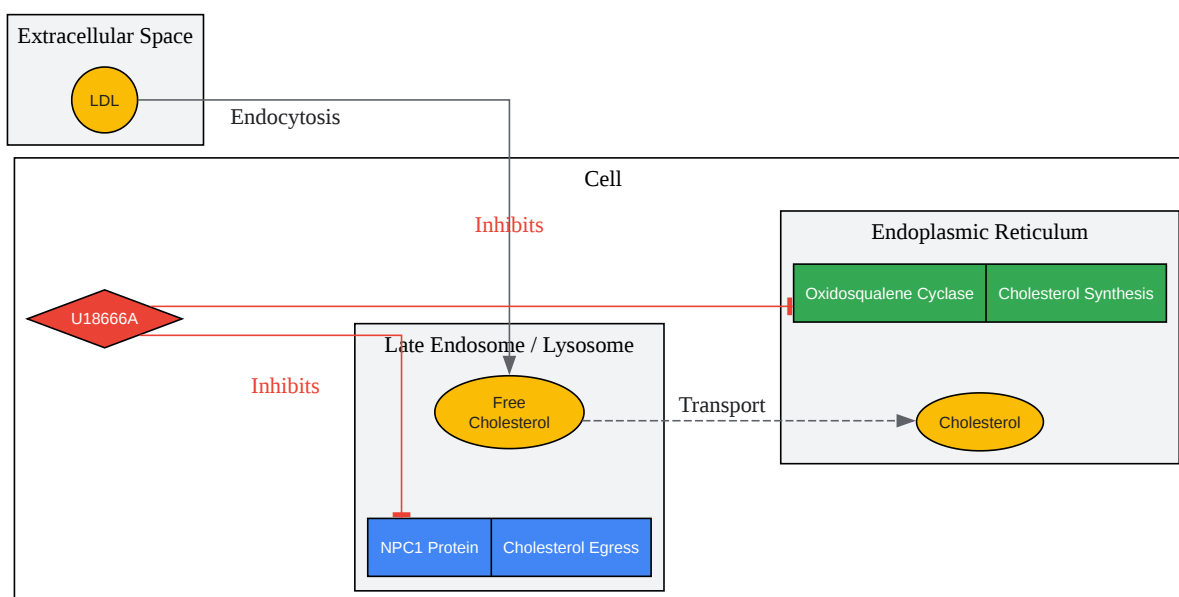 Extracellular Space
LDL
Endocytosis
Cell
Inhibits
Endoplasmic Reticulum
Oxidosqualene Cyclase
Cholesterol Synthesis
U18666A
Late Endosome / Lysosome
Inhibits
Free
Cholesterol
Transport
Cholesterol
NPC1 Protein
Cholesterol Egress